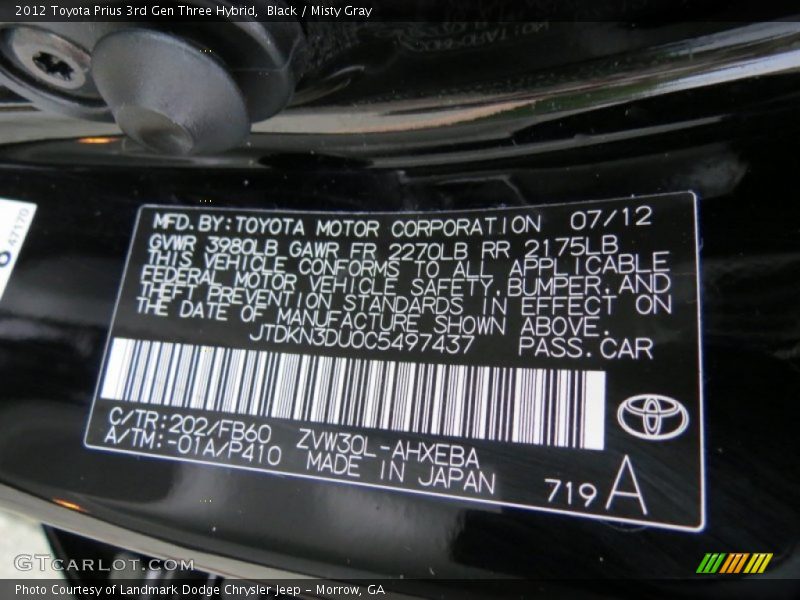 2012 Toyota Prius 3rd Gen Three Hybrid,  Black / Misty Gray
47170
MFD.BY:TOYOTA MOTOR CORPORATION 07/12
GVWR 3980LB GAWR FR 2270LB RR 2175LB
THIS VEHICLE CONFORMS TO ALL APPLICABLE
FEDERAL MOTOR VEHICLE SAFETY,BUMPER,AND
THEFT PREVENTION STANDARDS IN EFFECT ON
THE DATE OF MANUFACTURE SHOWN ABOVE.
JTDKN3DU0C5497437 PASS.CAR
C/TR:202/FB60 ZVW30L-AHXEBA
A/TM:-01A/P410 MADE IN JAPAN
719 A
GTCARLOT.COM
Photo Courtesy of Landmark Dodge Chrysler Jeep - Morrow, GA